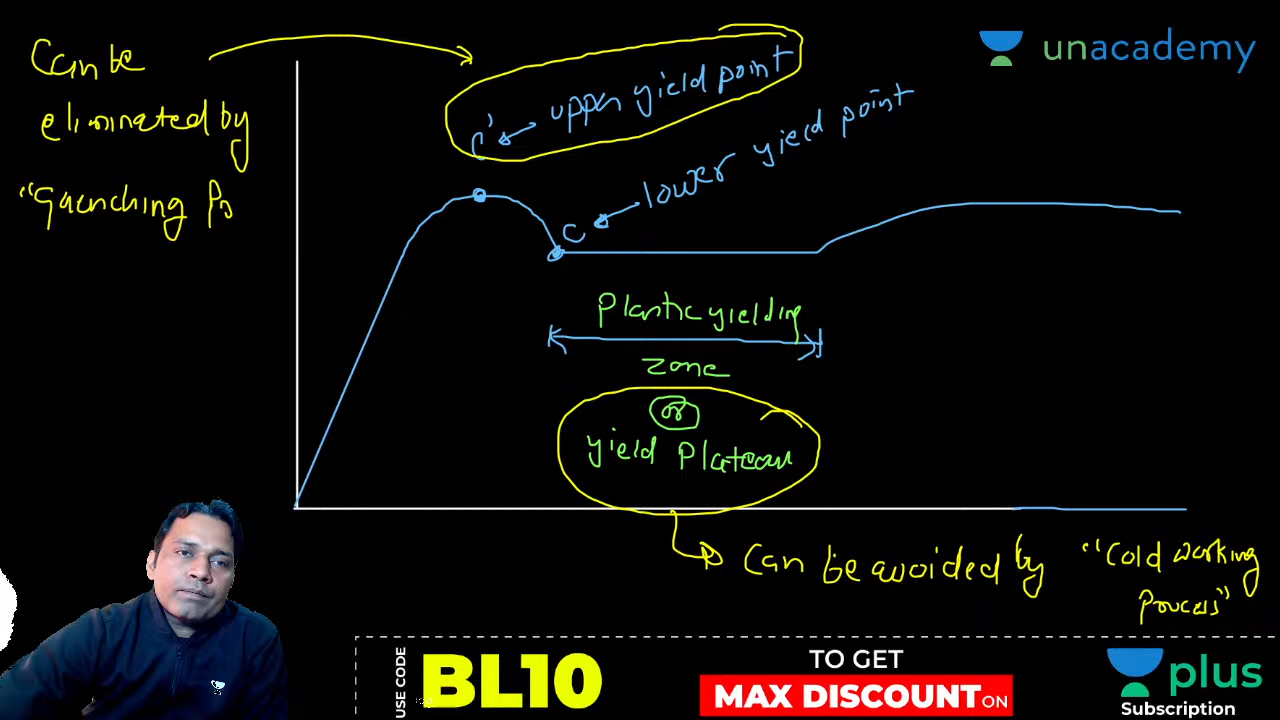 Can be
eliminated by
"Quenching Po
C' upper yield point
lower yield point
C
Plastic yielding
zone
or
yield Plateau
Can be avoided by "Cold working
Process"
unacademy
USE CODE
BL10
TO GET
MAX DISCOUNT ON
plus
Subscription